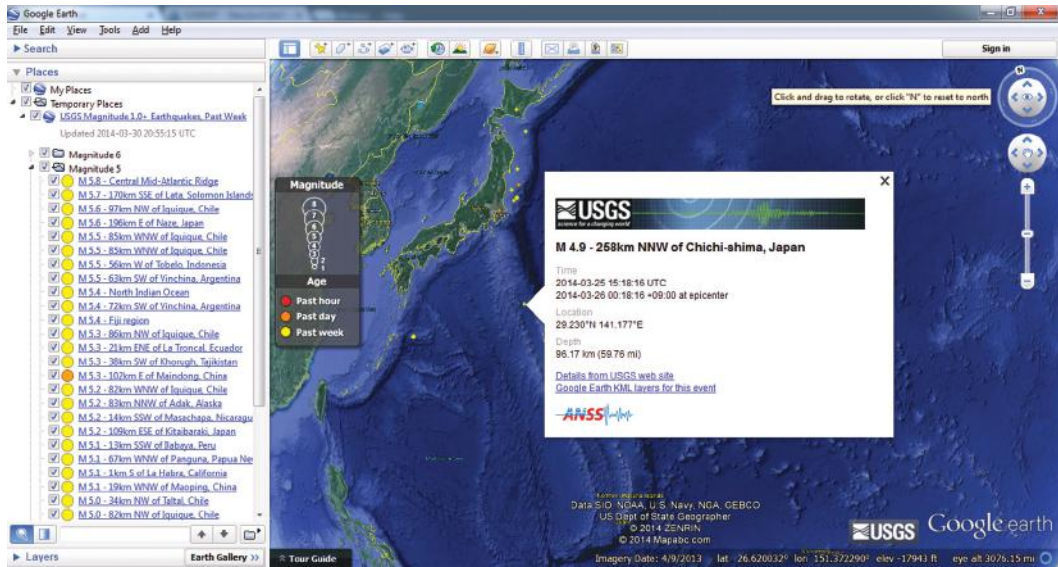 Google Earth
File Edit View Tools Add Help
Search
Sign in
Places
My Places
Temporary Places
USGS Magnitude 1.0+ Earthquakes, Past Week
Updated 2014-03-30 20:55:15 UTC
Magnitude 6
Magnitude 5
M 5.8 - Central Mid-Atlantic Ridge
M 5.7 - 170km SSE of Lata, Solomon Islands
M 5.6 - 97km NW of Iquique, Chile
M 5.6 - 196km E of Naze, Japan
M 5.5 - 85km WNW of Iquique, Chile
M 5.5 - 85km WNW of Iquique, Chile
M 5.5 - 56km W of Tobelo, Indonesia
M 5.5 - 63km SW of Vinchina, Argentina
M 5.4 - North Indian Ocean
M 5.4 - 72km SW of Vinchina, Argentina
M 5.4 - Fiji region
M 5.3 - 86km NW of Iquique, Chile
M 5.3 - 21km ENE of La Troncal, Ecuador
M 5.3 - 38km SW of Khorugh, Tajikistan
M 5.3 - 102km E of Maindong, China
M 5.2 - 82km WNW of Iquique, Chile
M 5.2 - 83km NNW of Adak, Alaska
M 5.2 - 14km SSW of Masachapa, Nicaragu
M 5.2 - 109km ESE of Kitaibaraki, Japan
M 5.1 - 13km SSW of Ilabaya, Peru
M 5.1 - 67km WNW of Panguna, Papua Ne
M 5.1 - 1km S of La Habra, California
M 5.1 - 19km WNW of Maoping, China
M 5.0 - 34km NW of Taltal, Chile
M 5.0 - 82km NW of Iquique, Chile
Layers
Earth Gallery >>
Click and drag to rotate, or click "N" to reset to north
N
Magnitude
8
7
6
5
4
3
2
1
Age
Past hour
Past day
Past week
USGS
science for a changing world
M 4.9 - 258km NNW of Chichi-shima, Japan
Time
2014-03-25 15:18:16 UTC
2014-03-26 00:18:16 +09:00 at epicenter
Location
29.230°N 141.177°E
Depth
96.17 km (59.76 mi)
Details from USGS web site
Google Earth KML layers for this event
ANSS
Data SIO, NOAA, U.S. Navy, NGA, GEBCO
US Dept of State Geographer
© 2014 ZENRIN
© 2014 Mapabc.com
USGS
Google earth
Tour Guide
Imagery Date: 4/9/2013 lat 26.620032° lon 151.372290° elev -17943 ft eye alt 3076.15 mi